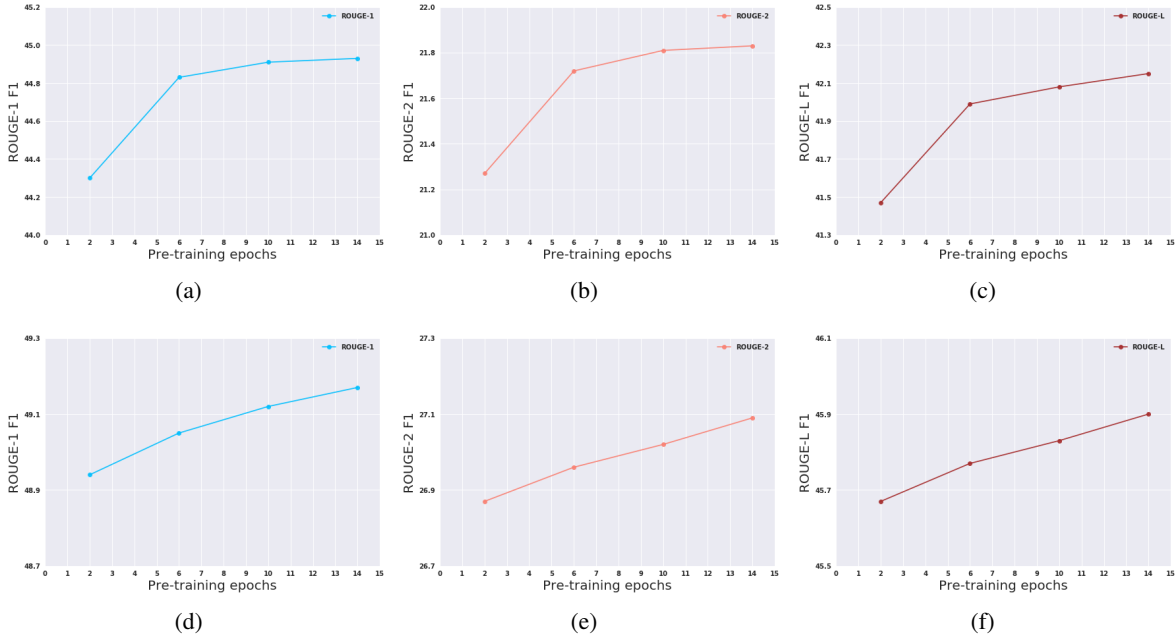 45.2
45.0
44.8
44.6
44.4
44.2
44.0
ROUGE-1 F1
ROUGE-1
0 1 2 3 4 5 6 7 8 9 10 11 12 13 14 15
Pre-training epochs
(a)
22.0
21.8
21.6
21.4
21.2
21.0
ROUGE-2 F1
ROUGE-2
0 1 2 3 4 5 6 7 8 9 10 11 12 13 14 15
Pre-training epochs
(b)
42.5
42.3
42.1
41.9
41.7
41.5
41.3
ROUGE-L F1
ROUGE-L
0 1 2 3 4 5 6 7 8 9 10 11 12 13 14 15
Pre-training epochs
(c)
49.3
49.1
48.9
48.7
ROUGE-1 F1
ROUGE-1
0 1 2 3 4 5 6 7 8 9 10 11 12 13 14 15
Pre-training epochs
(d)
27.3
27.1
26.9
26.7
ROUGE-2 F1
ROUGE-2
0 1 2 3 4 5 6 7 8 9 10 11 12 13 14 15
Pre-training epochs
(e)
46.1
45.9
45.7
45.5
ROUGE-L F1
ROUGE-L
0 1 2 3 4 5 6 7 8 9 10 11 12 13 14 15
Pre-training epochs
(f)